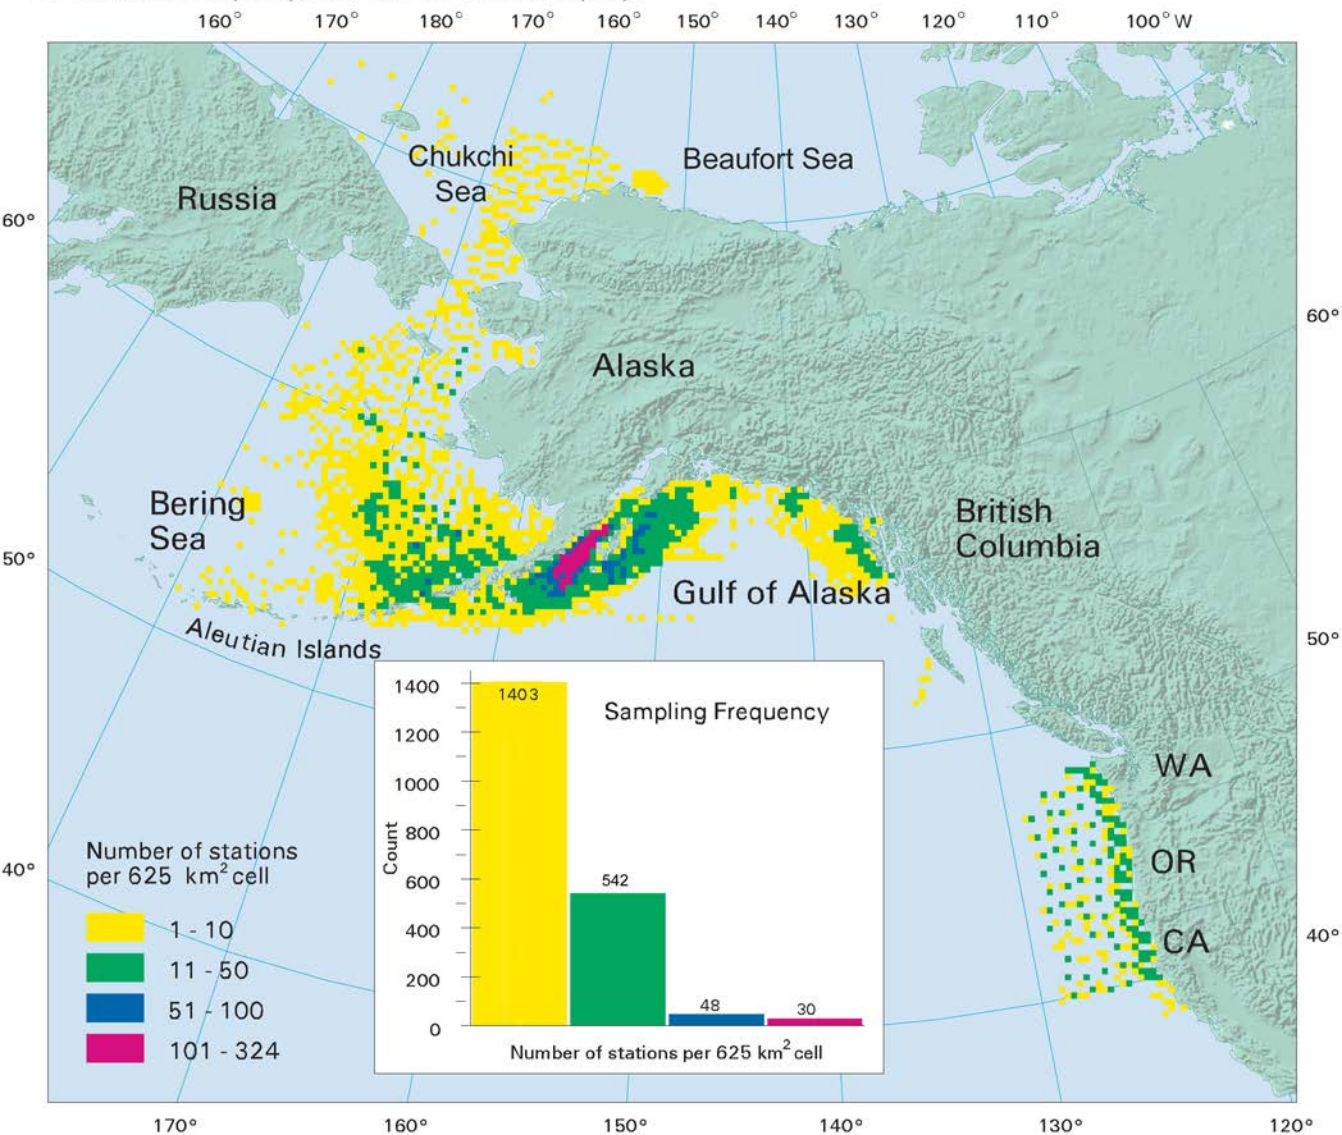 160° 170° 180° 170° 160° 150° 140° 130° 120° 110° 100° W
Chukchi
Sea
Beaufort Sea
Russia
60°
60°
Alaska
Bering
Sea
British
Columbia
50°
Gulf of Alaska
50°
Aleutian Islands
Sampling Frequency
1400
1200
1000
800
600
400
200
0
Count
1403
542
48
30
Number of stations per 625 km² cell
WA
OR
CA
Number of stations
per 625 km² cell
1 - 10
11 - 50
51 - 100
101 - 324
40°
40°
170° 160° 150° 140° 130° 120°